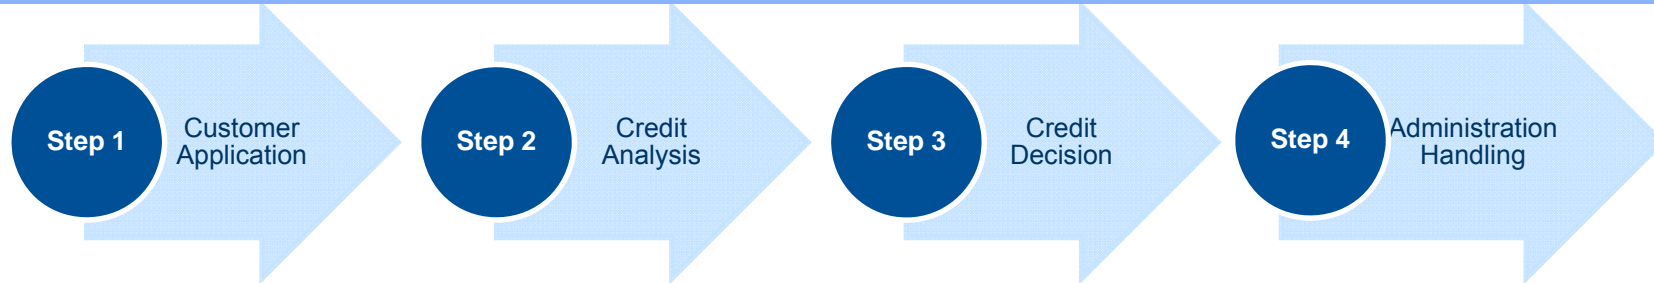 Step 1
Customer
Application
Step 2
Credit
Analysis
Step 3
Credit
Decision
Step 4
Administration
Handling